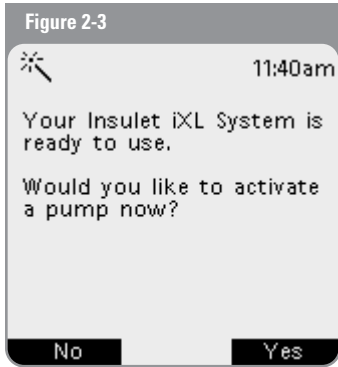 Figure 2-3
11:40am
Your Insulet iXL System is
ready to use.
Would you like to activate
a pump now?
No Yes